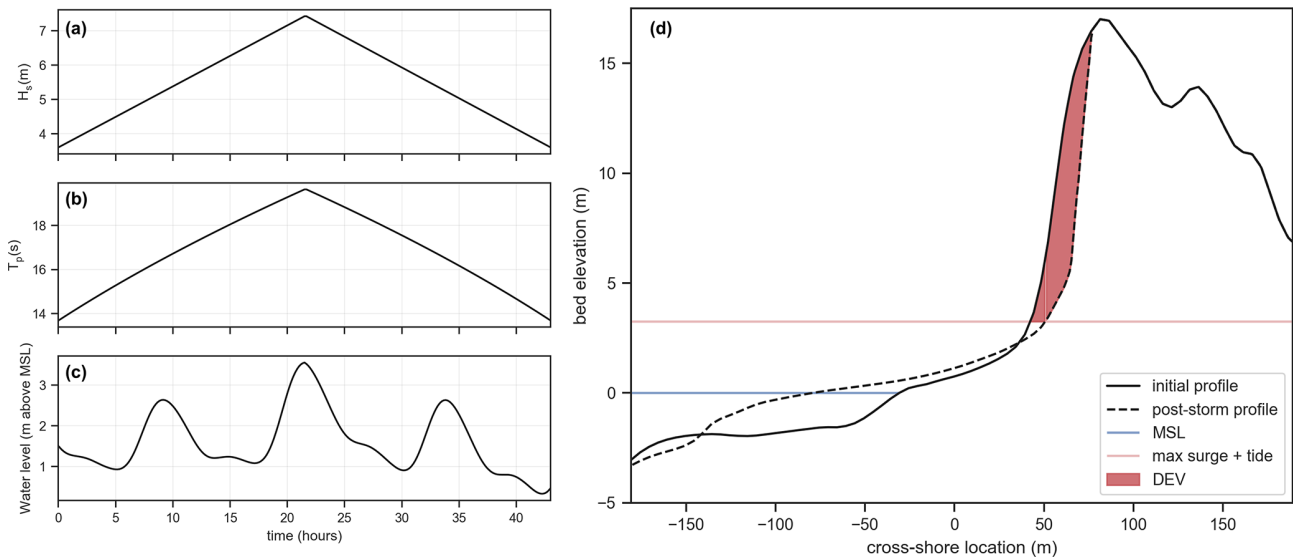 (a)
7
6
5
4
Hs(m)
(b)
18
16
14
Tp(s)
(c)
3
2
1
Water level (m above MSL)
0 5 10 15 20 25 30 35 40
time (hours)
(d)
15
10
5
0
−5
bed elevation (m)
−150 −100 −50 0 50 100 150
cross-shore location (m)
initial profile
post-storm profile
MSL
max surge + tide
DEV